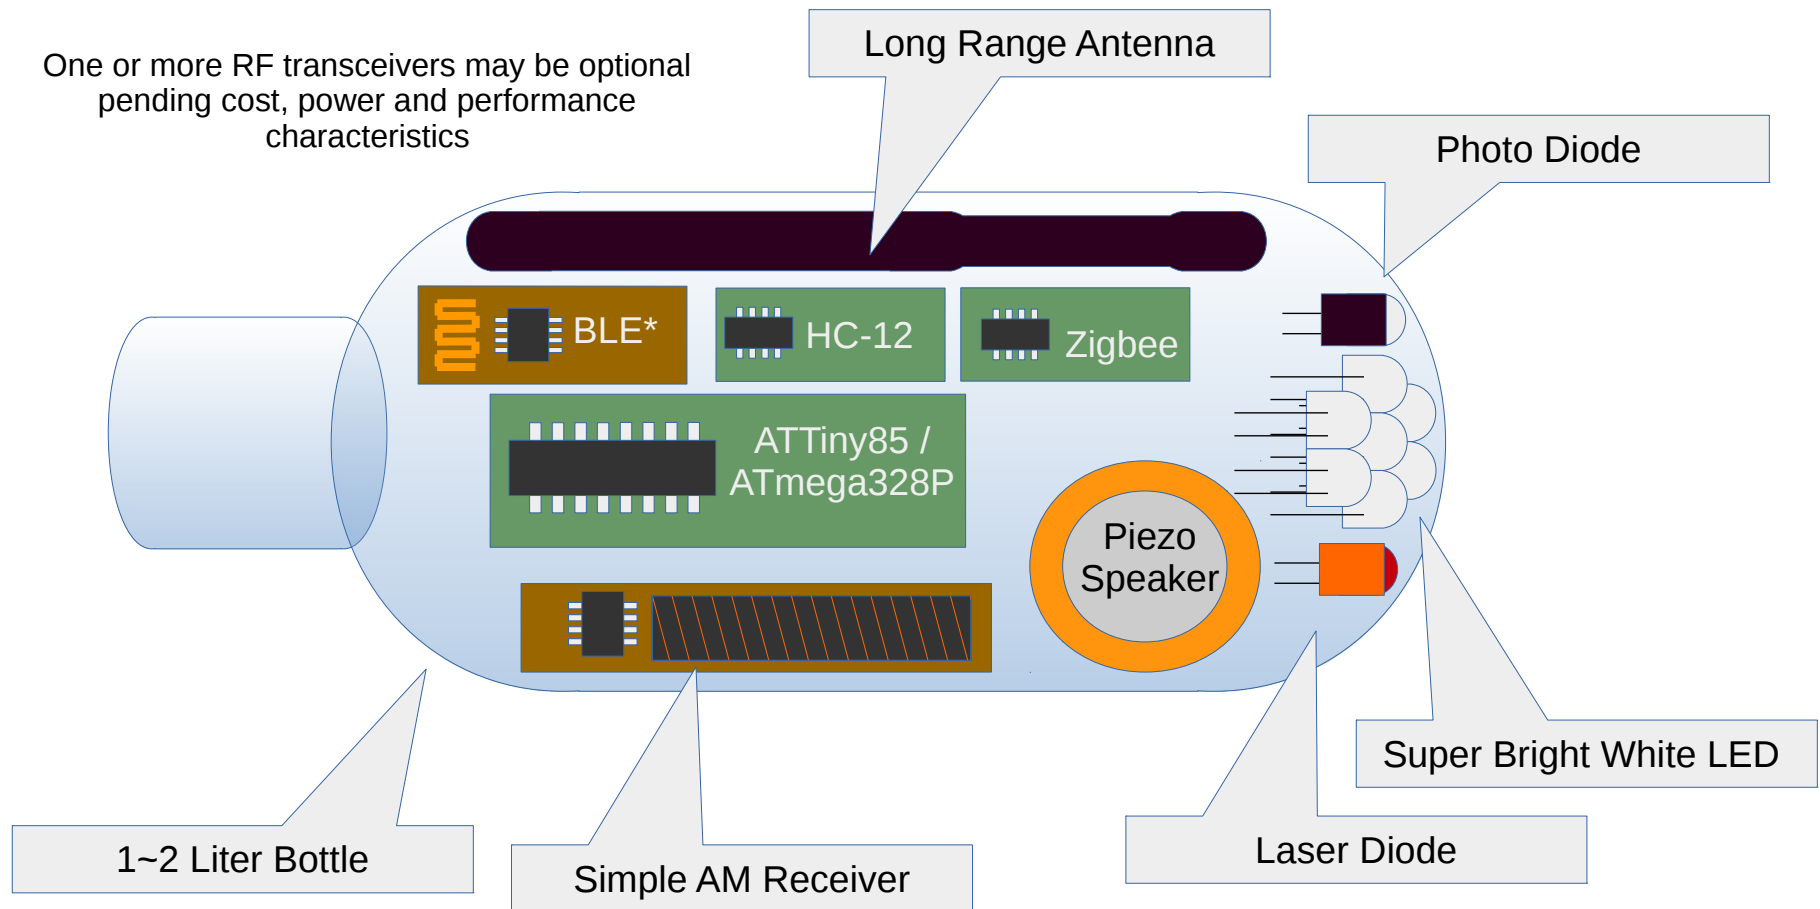 Long Range Antenna
One or more RF transceivers may be optional
pending cost, power and performance
characteristics
Photo Diode
BLE*
HC-12
Zigbee
ATTiny85 /
ATmega328P
Piezo
Speaker
Super Bright White LED
1~2 Liter Bottle
Simple AM Receiver
Laser Diode